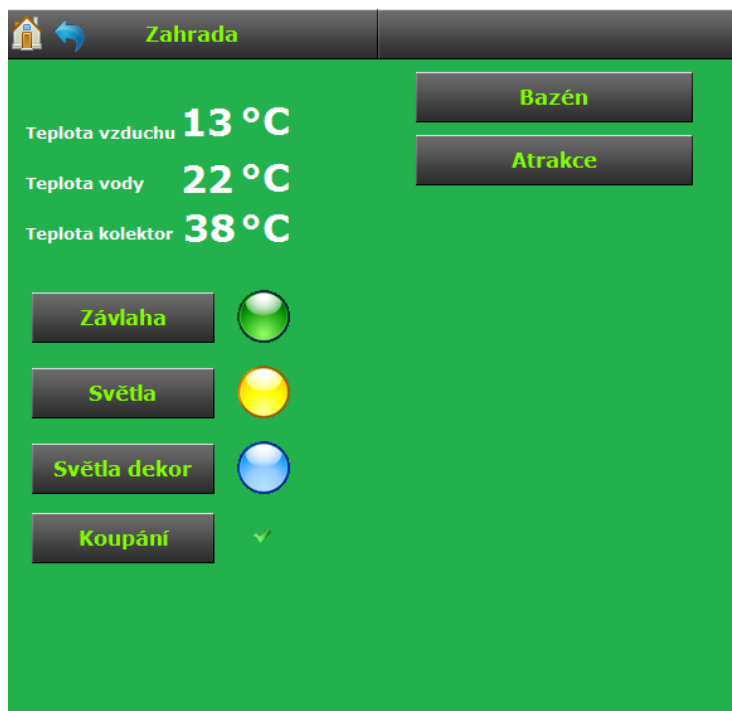 Zahrada
Teplota vzduchu 13 °C
Teplota vody 22 °C
Teplota kolektor 38 °C
Závlaha
Světla
Světla dekor
Koupání
Bazén
Atrakce